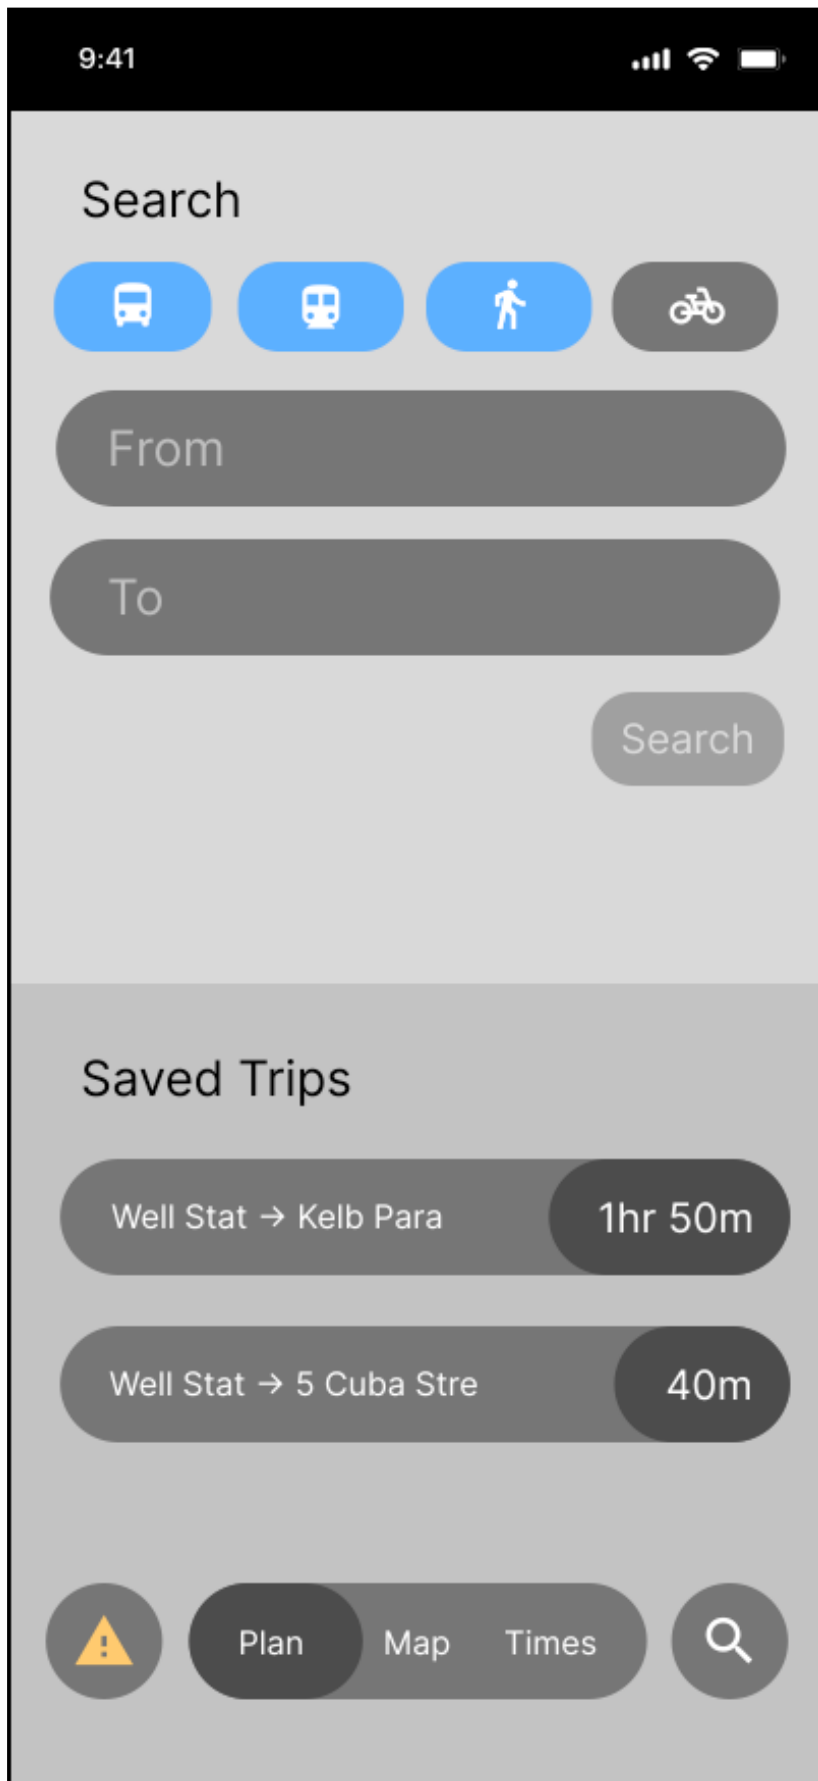 9:41
Search
From
To
Search
Saved Trips
Well Stat → Kelb Para 1hr 50m
Well Stat → 5 Cuba Stre 40m
Plan Map Times